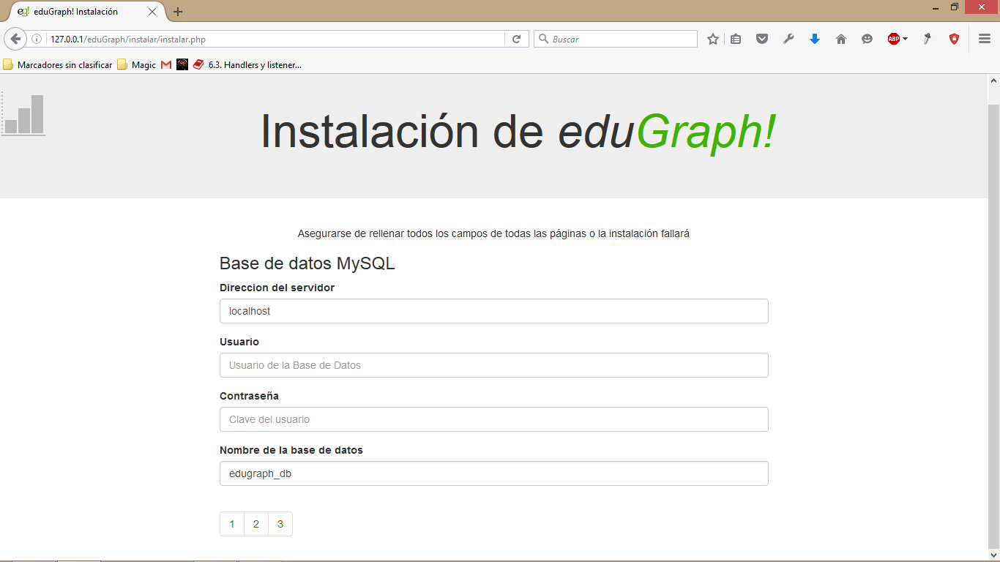 eg! eduGraph! Instalación
127.0.0.1/eduGraph/instalar/instalar.php
Buscar
ABP
Marcadores sin clasificar
Magic
6.3. Handlers y listener...
Instalación de eduGraph!
Asegurarse de rellenar todos los campos de todas las páginas o la instalación fallará
Base de datos MySQL
Direccion del servidor
localhost
Usuario
Usuario de la Base de Datos
Contraseña
Clave del usuario
Nombre de la base de datos
edugraph_db
1 2 3